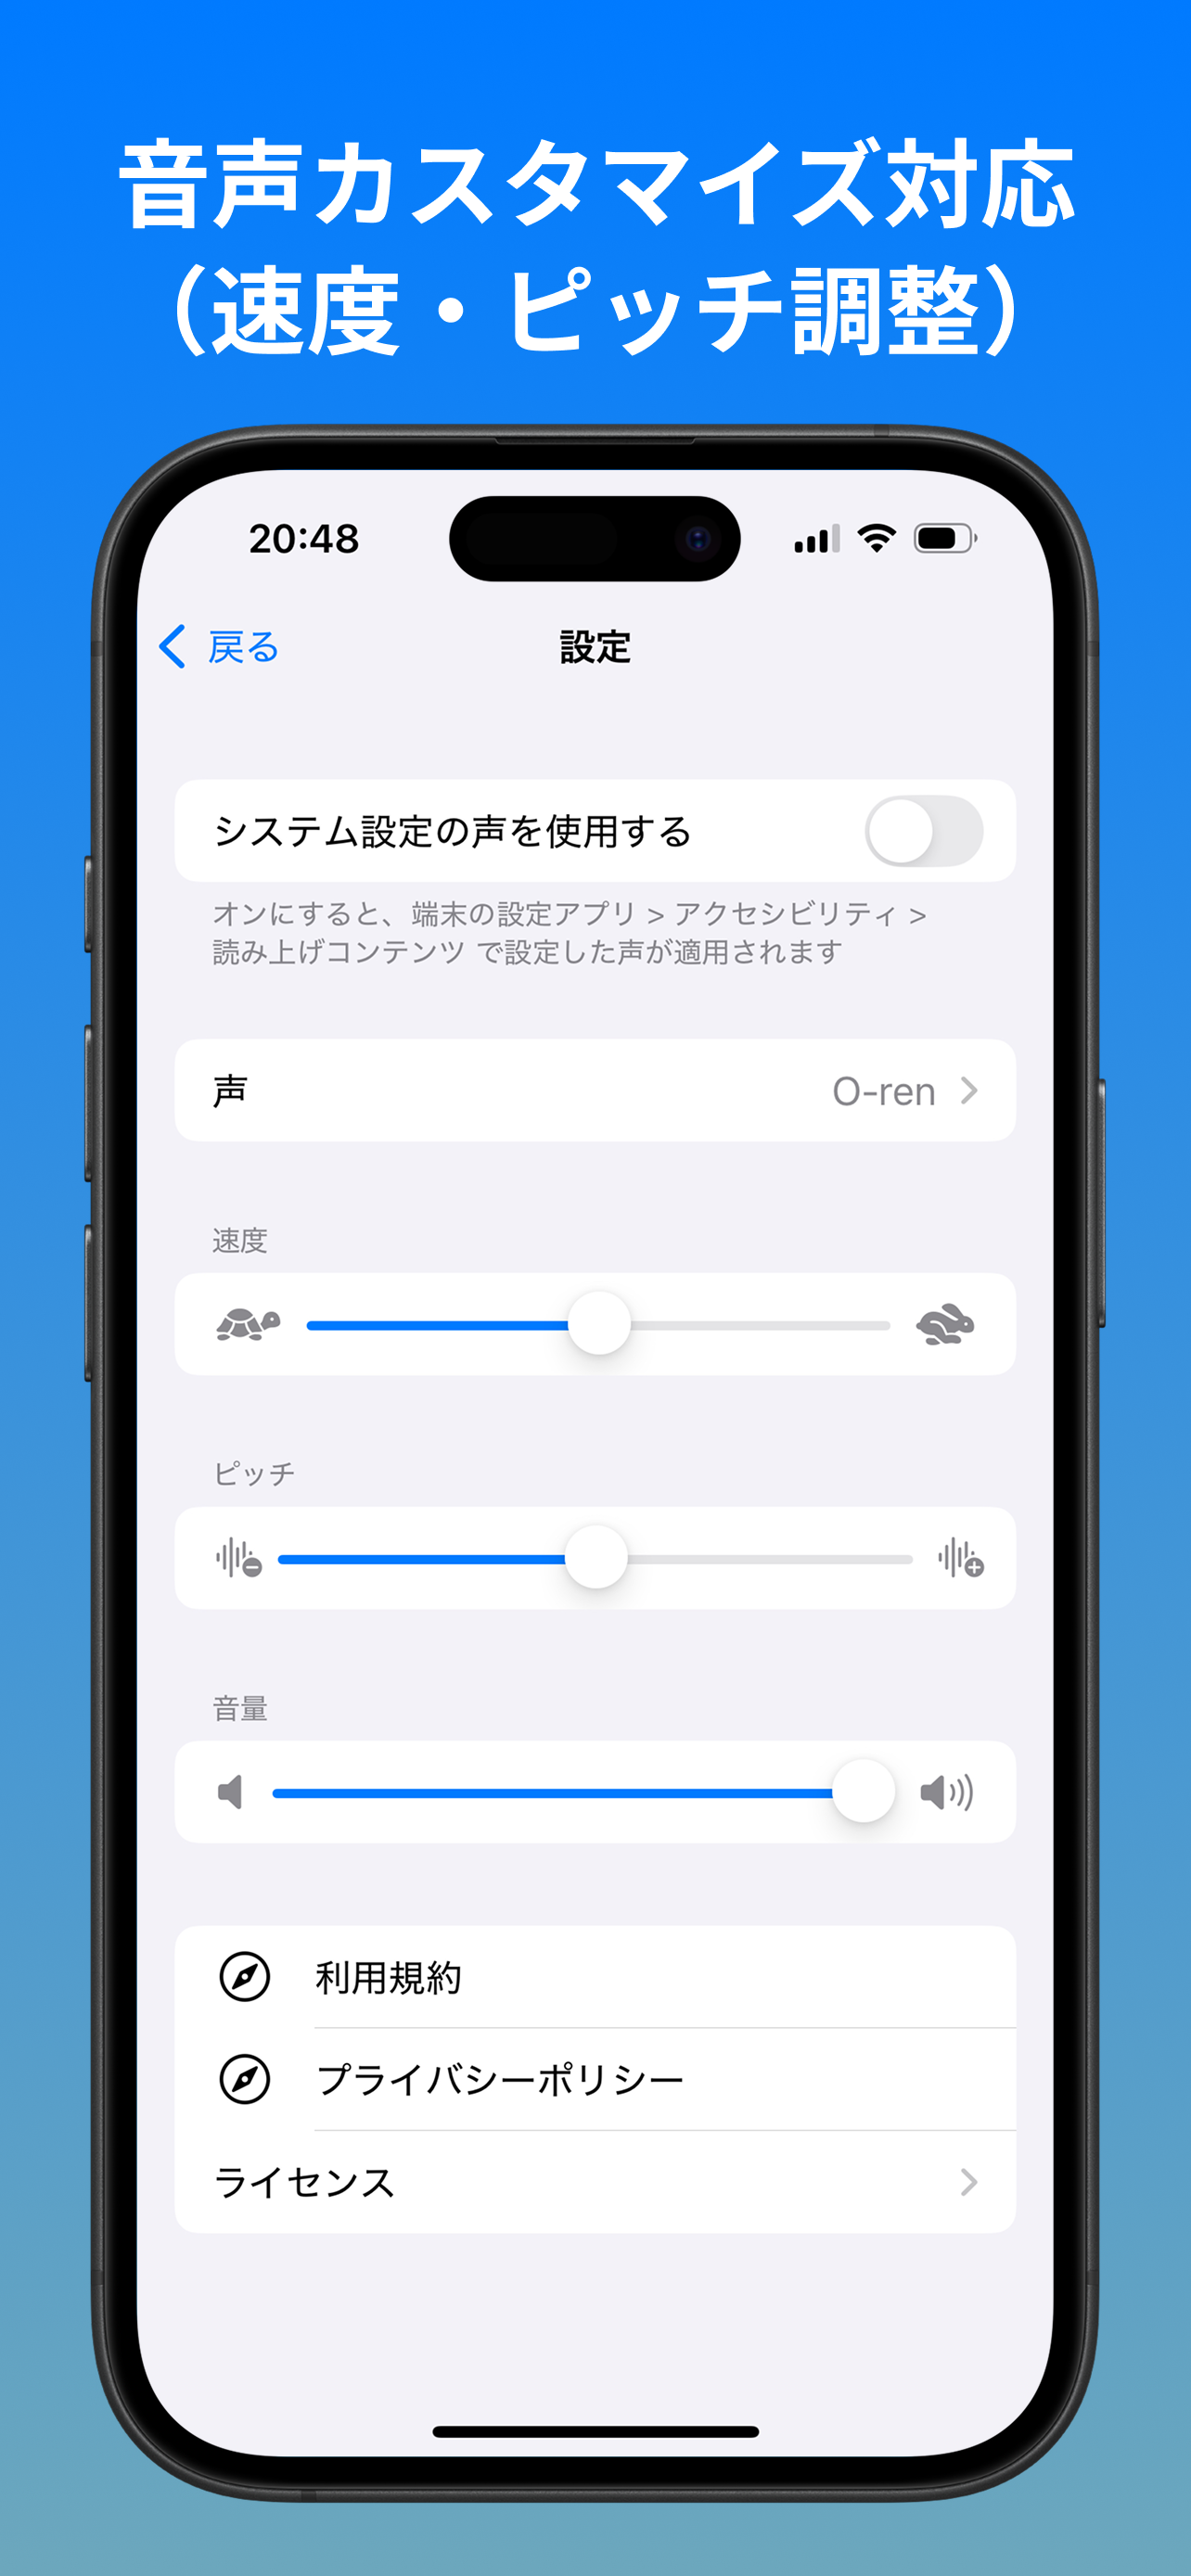 音声カスタマイズ対応
（速度・ピッチ調整）
20:48
戻る
設定
システム設定の声を使用する
オンにすると、端末の設定アプリ > アクセシビリティ >
読み上げコンテンツ で設定した声が適用されます
声
O-ren
速度
ピッチ
音量
利用規約
プライバシーポリシー
ライセンス